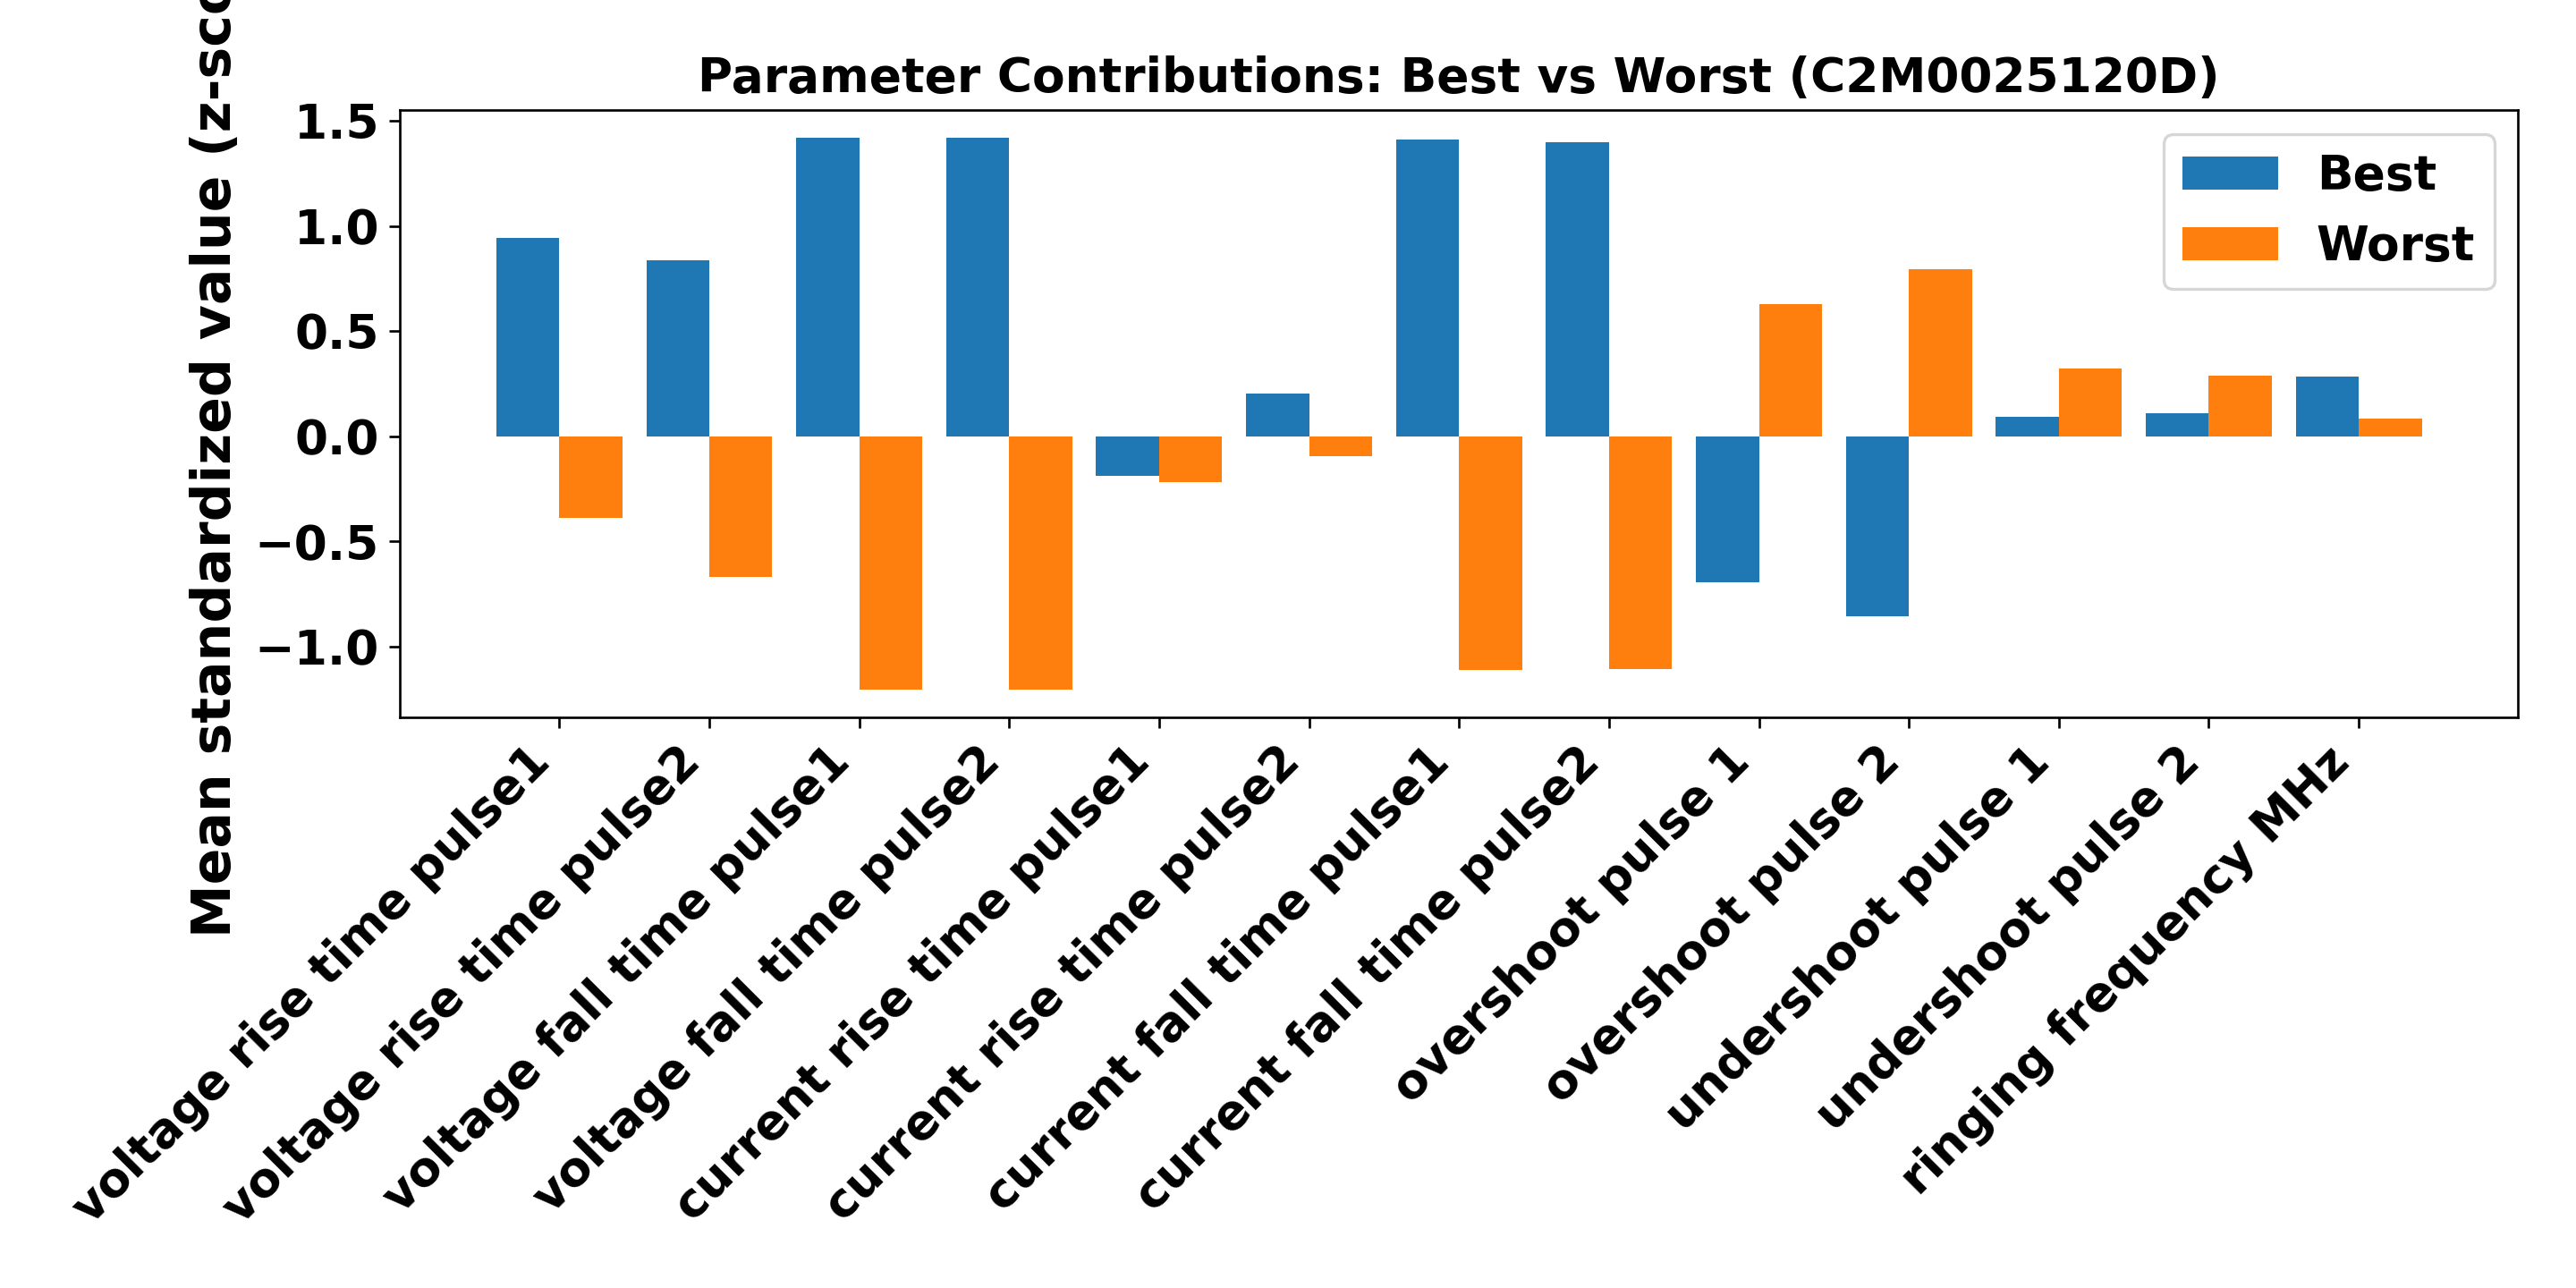 Parameter Contributions: Best vs Worst (C2M0025120D)
Mean standardized value (z-sco
1.5
1.0
0.5
0.0
−0.5
−1.0
Best
Worst
voltage rise time pulse1
voltage rise time pulse2
voltage fall time pulse1
voltage fall time pulse2
current rise time pulse1
current rise time pulse2
current fall time pulse1
current fall time pulse2
overshoot pulse 1
overshoot pulse 2
undershoot pulse 1
undershoot pulse 2
ringing frequency MHz